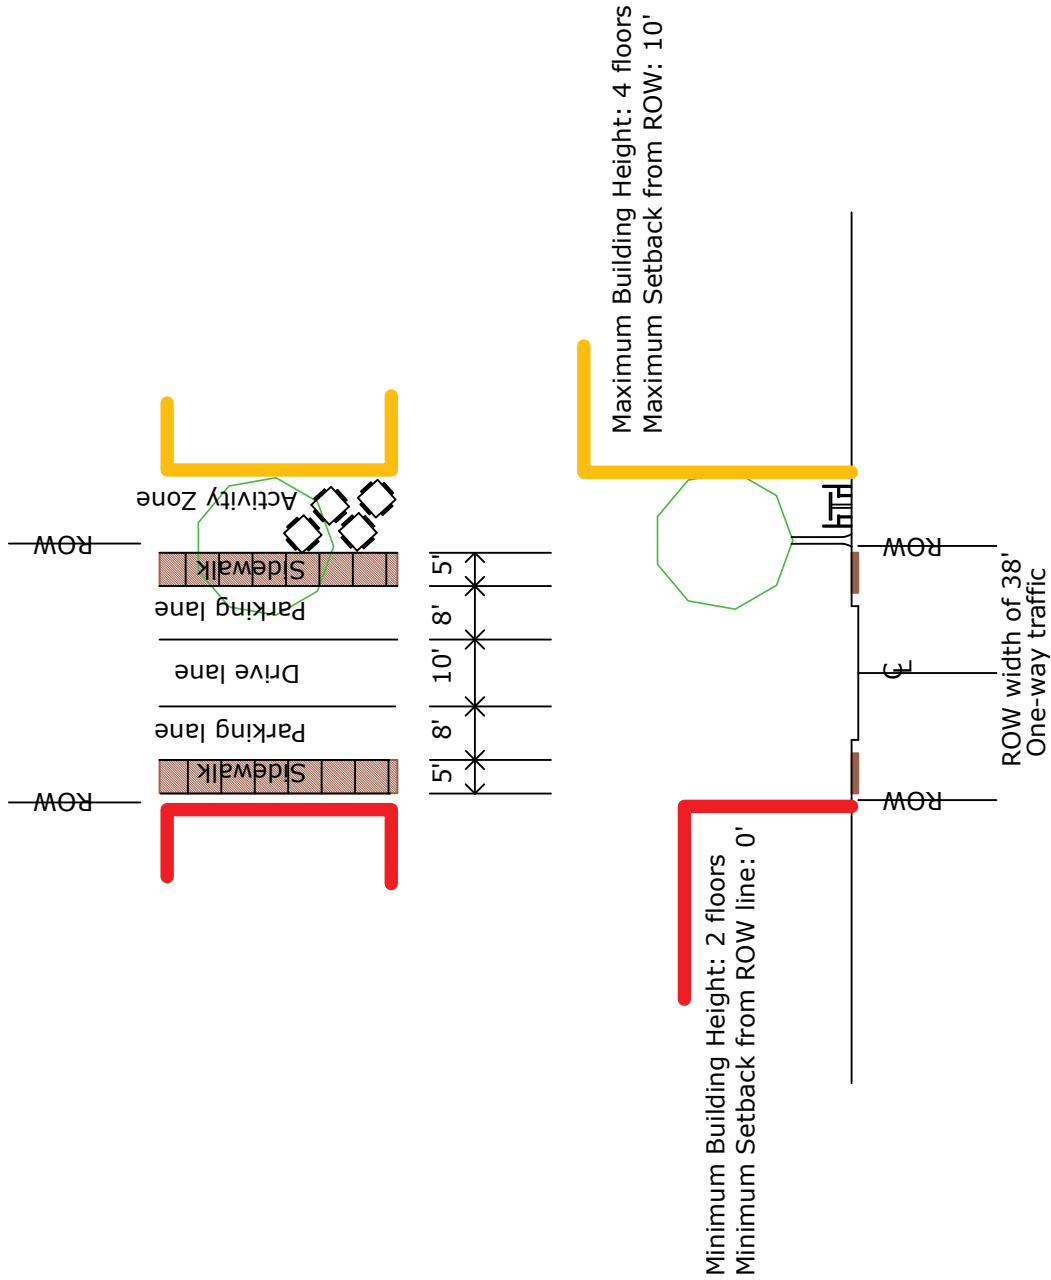 Maximum Building Height: 4 floors
Maximum Setback from ROW: 10'
ROW
Activity Zone
Sidewalk
Parking lane
Drive lane
Parking lane
Sidewalk
ROW
5'
8'
10'
8'
5'
ROW
CL
ROW
ROW width of 38'
One-way traffic
Minimum Building Height: 2 floors
Minimum Setback from ROW line: 0'